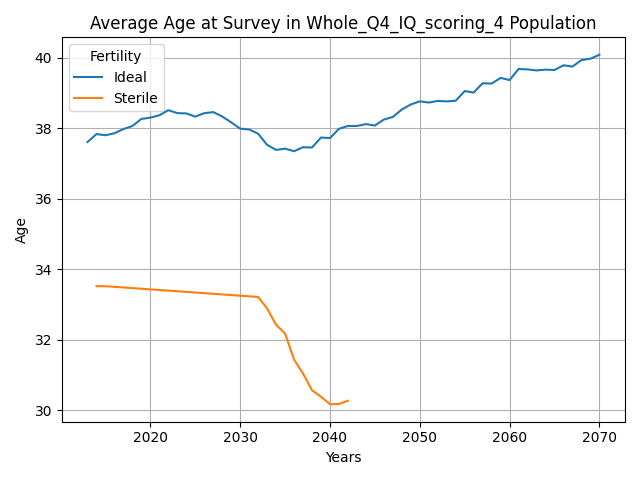 Average Age at Survey in Whole_Q4_IQ_scoring_4 Population
Fertility
Ideal
Sterile
Age
40
38
36
34
32
30
2020 2030 2040 2050 2060 2070
Years